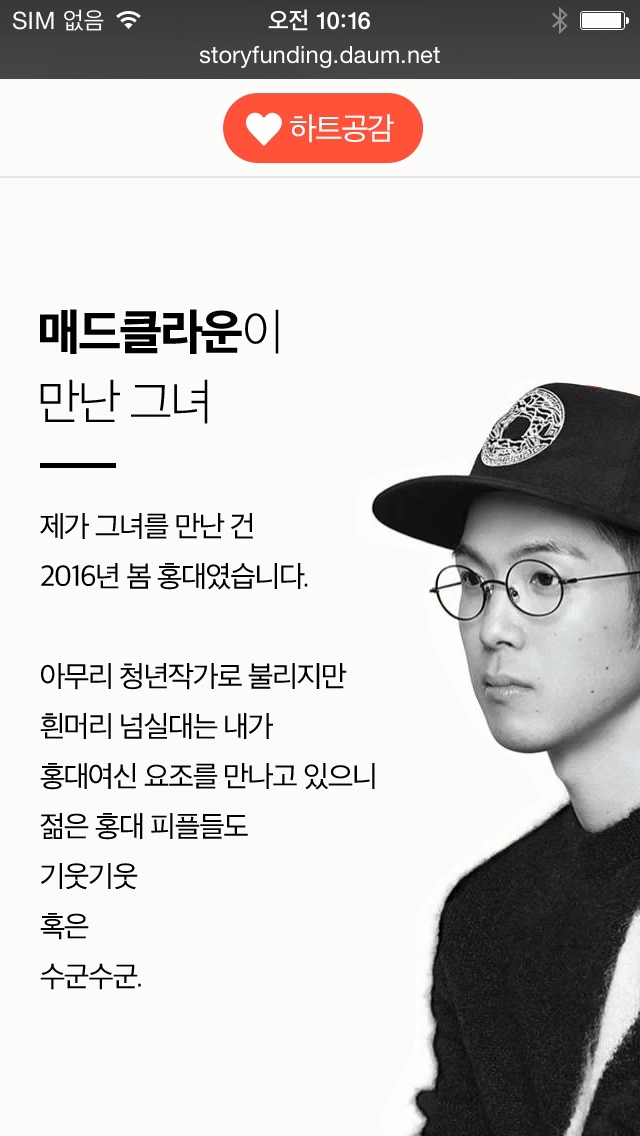 SIM 없음
오전 10:16
storyfunding.daum.net
하트공감
매드클라운이
만난 그녀
제가 그녀를 만난 건
2016년 봄 홍대였습니다.
아무리 청년작가로 불리지만
흰머리 넘실대는 내가
홍대여신 요조를 만나고 있으니
젊은 홍대 피플들도
기웃기웃
혹은
수군수군.